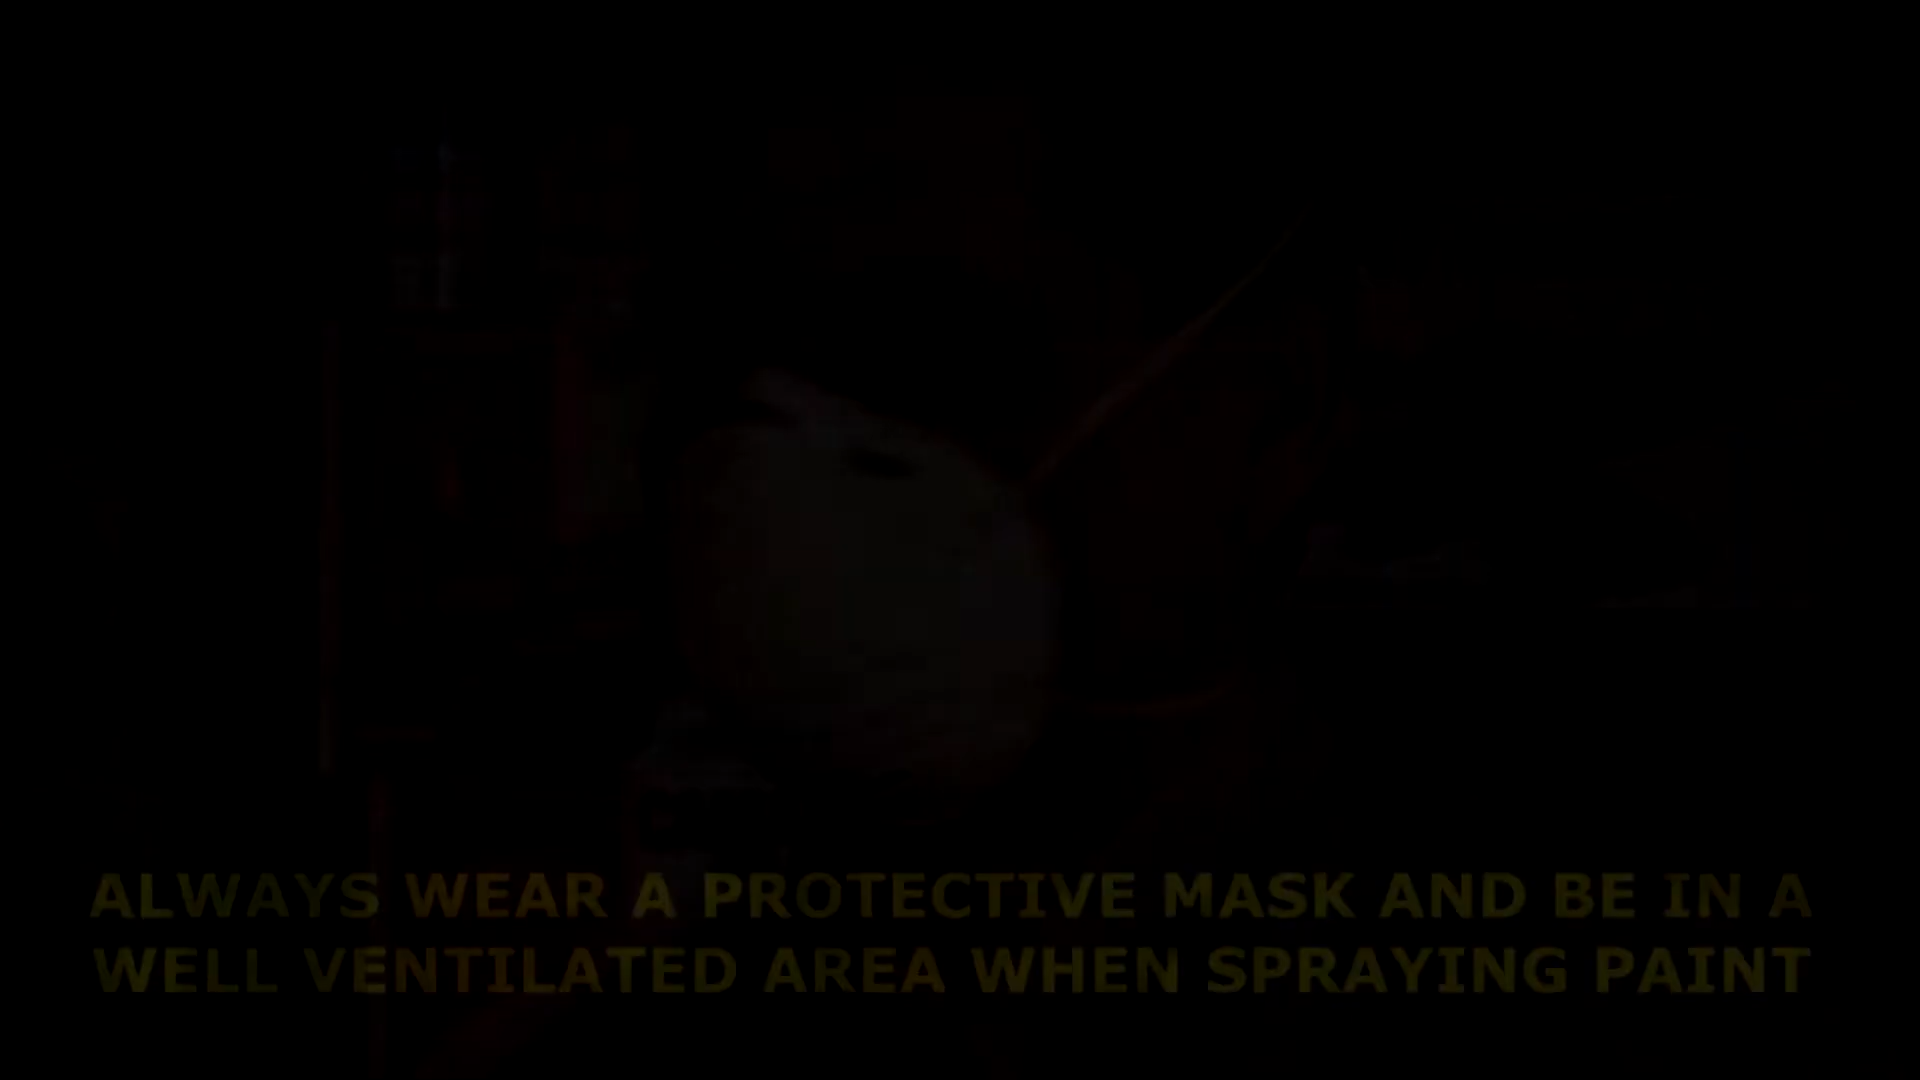 ALWAYS WEAR A PROTECTIVE MASK AND BE IN A
WELL VENTILATED AREA WHEN SPRAYING PAINT